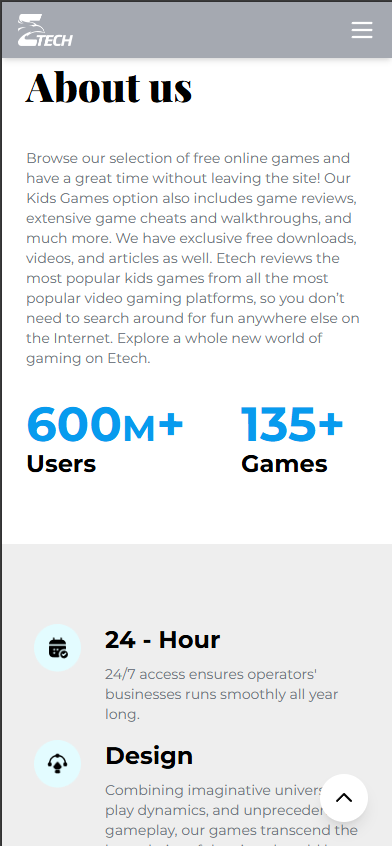 ETECH
About us
Browse our selection of free online games and
have a great time without leaving the site! Our
Kids Games option also includes game reviews,
extensive game cheats and walkthroughs, and
much more. We have exclusive free downloads,
videos, and articles as well. Etech reviews the
most popular kids games from all the most
popular video gaming platforms, so you don't
need to search around for fun anywhere else on
the Internet. Explore a whole new world of
gaming on Etech.
600M+ 135+
Users Games
24 - Hour
24/7 access ensures operators'
businesses runs smoothly all year
long.
Design
Combining imaginative
play dynamics, and
gameplay, our games transcend the